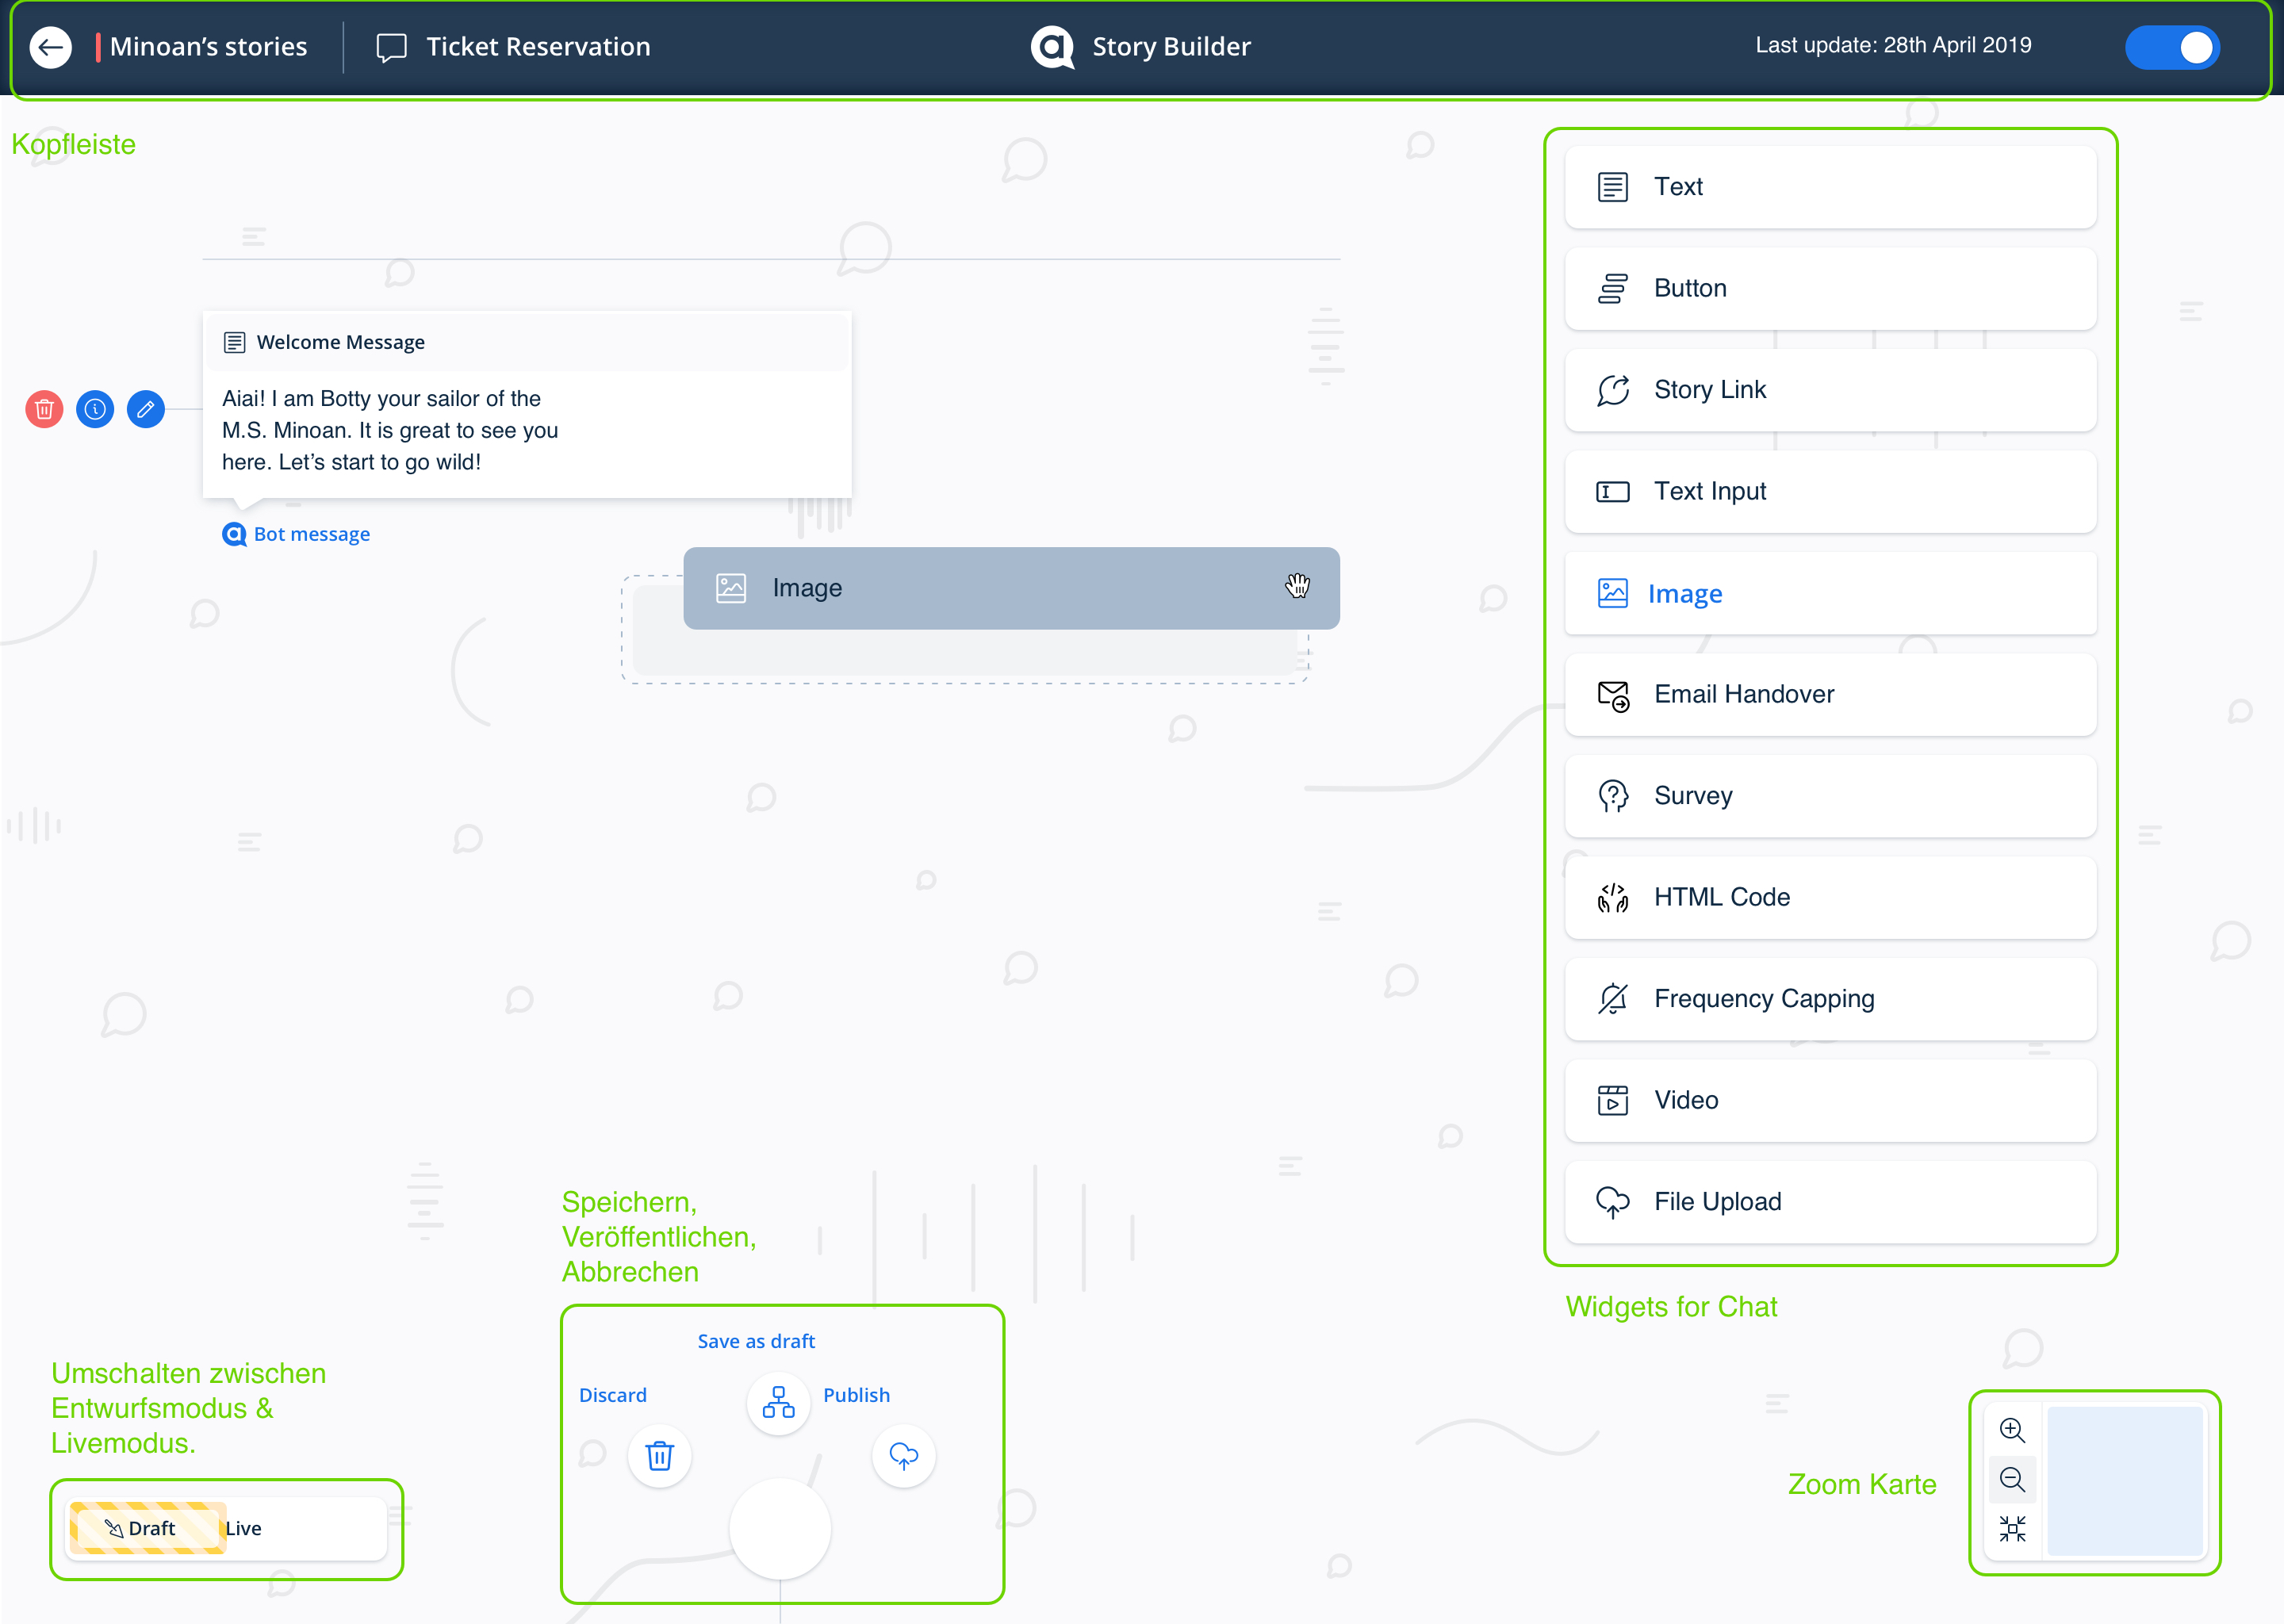 Minoan’s stories
Ticket Reservation
Story Builder
Last update: 28th April 2019
Kopfleiste
Welcome Message
Aiai! I am Botty your sailor of the
M.S. Minoan. It is great to see you
here. Let’s start to go wild!
Bot message
Image
Text
Button
Story Link
Text Input
Image
Email Handover
Survey
HTML Code
Frequency Capping
Video
File Upload
Widgets for Chat
Speichern,
Veröffentlichen,
Abbrechen
Save as draft
Discard
Publish
Umschalten zwischen
Entwurfsmodus &
Livemodus.
Draft
Live
Zoom Karte